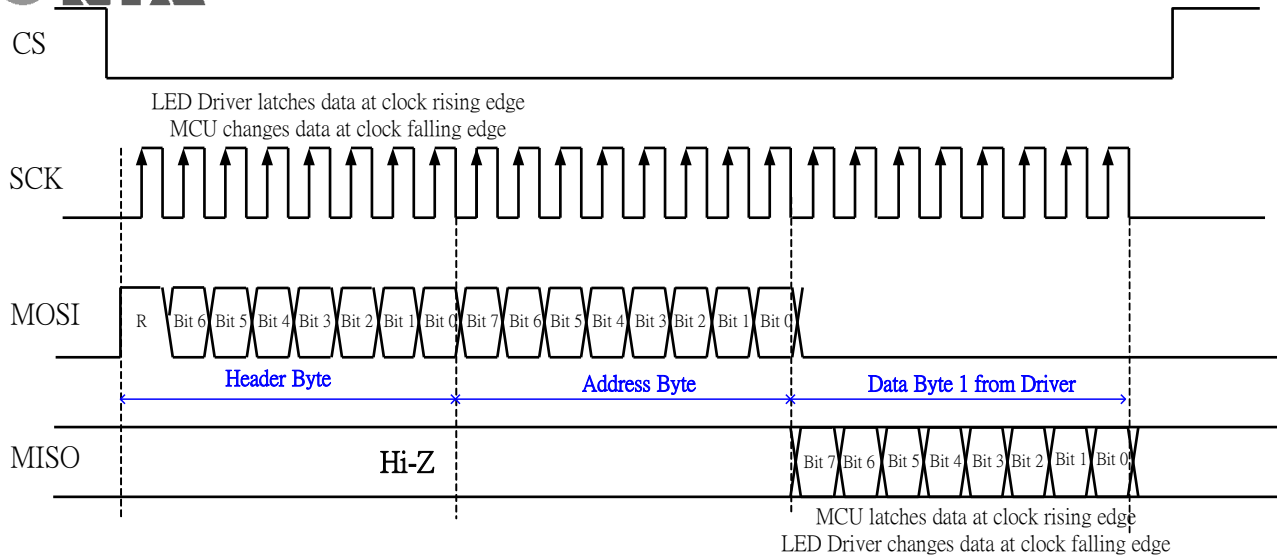 CS
LED Driver latches data at clock rising edge
MCU changes data at clock falling edge
SCK
MOSI
R Bit 6 Bit 5 Bit 4 Bit 3 Bit 2 Bit 1 Bit 0 Bit 7 Bit 6 Bit 5 Bit 4 Bit 3 Bit 2 Bit 1 Bit 0
Header Byte Address Byte Data Byte 1 from Driver
MISO Hi-Z Bit 7 Bit 6 Bit 5 Bit 4 Bit 3 Bit 2 Bit 1 Bit 0
MCU latches data at clock rising edge
LED Driver changes data at clock falling edge